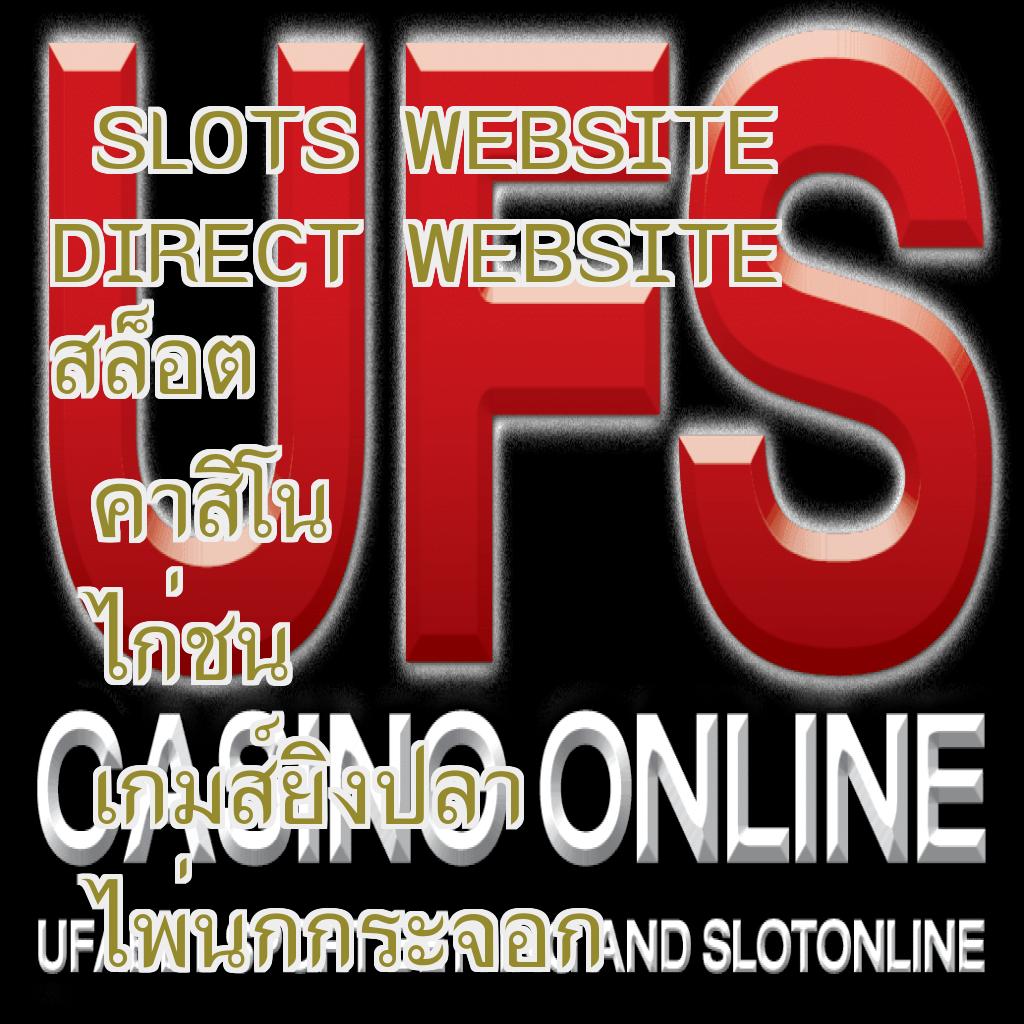 UFS
SLOTS WEBSITE
DIRECT WEBSITE
สล็อต
คาสิโน
ไก่ชน
CASINO ONLINE
เกมส์ยิงปลา
ไพ่นกกระจอก
AND SLOTONLINE